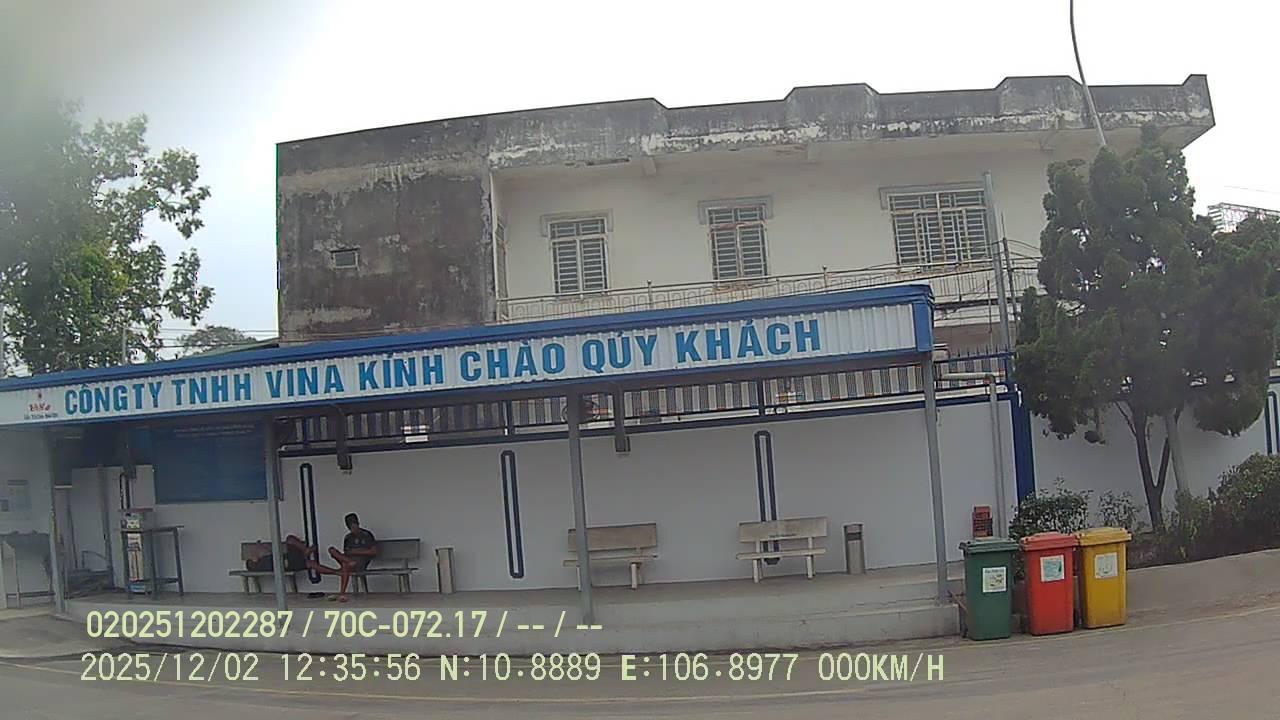 CÔNG TY TNHH VINA KÍNH CHÀO QÚY KHÁCH
020251202287 / 70C-072.17 / -- / --
2025/12/02 12:35:56 N:10.8889 E:106.8977 000KM/H